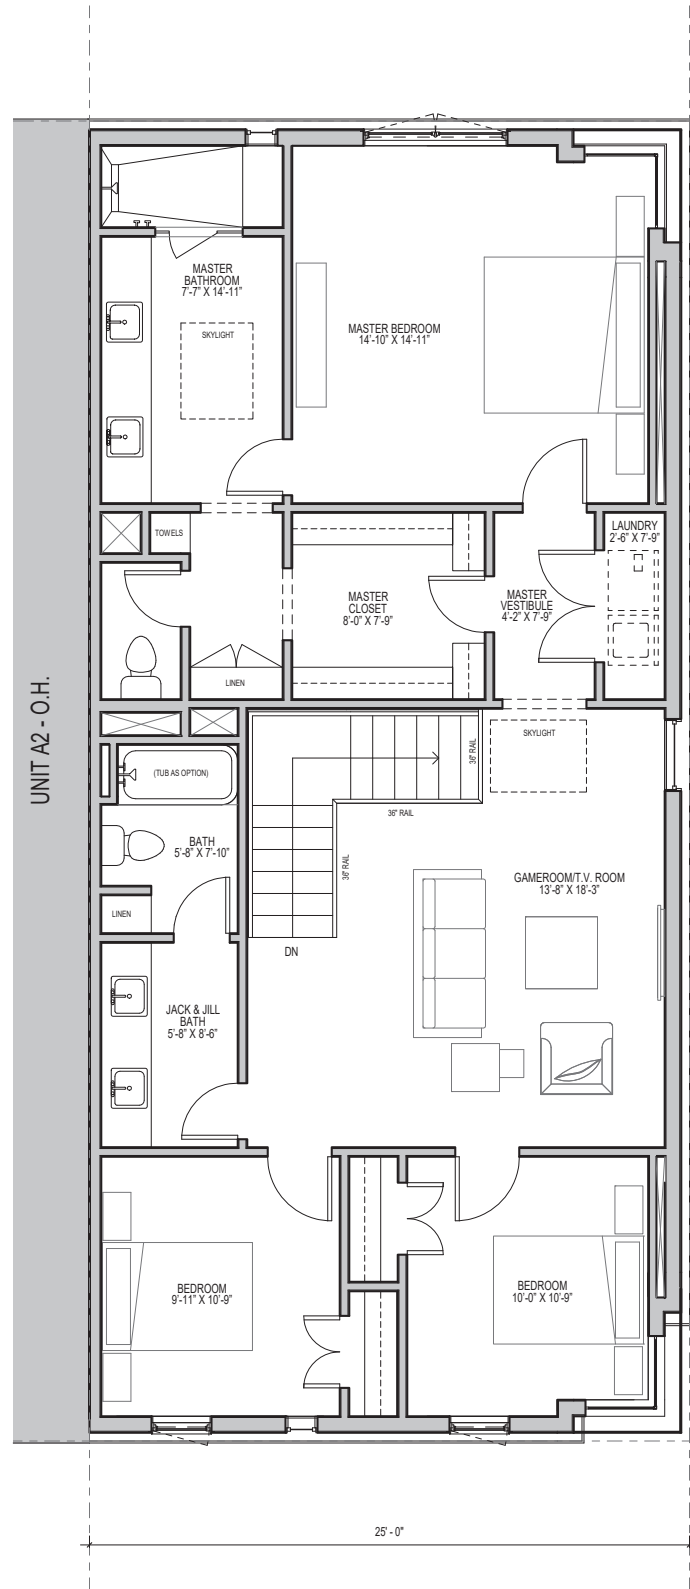 MASTER
BATHROOM
7'-7" X 14'-11"
SKYLIGHT
MASTER BEDROOM
14'-10" X 14'-11"
TOWELS
LAUNDRY
2'-6" X 7'-9"
MASTER
CLOSET
8'-0" X 7'-9"
MASTER
VESTIBULE
4'-2" X 7'-9"
LINEN
UNIT A2 - O.H.
SKYLIGHT
36" RAIL
(TUB AS OPTION)
36" RAIL
BATH
5'-8" X 7'-10"
36" RAIL
GAMEROOM/T.V. ROOM
13'-8" X 18'-3"
LINEN
DN
JACK & JILL
BATH
5'-8" X 8'-6"
BEDROOM
9'-11" X 10'-9"
BEDROOM
10'-0" X 10'-9"
25' - 0"